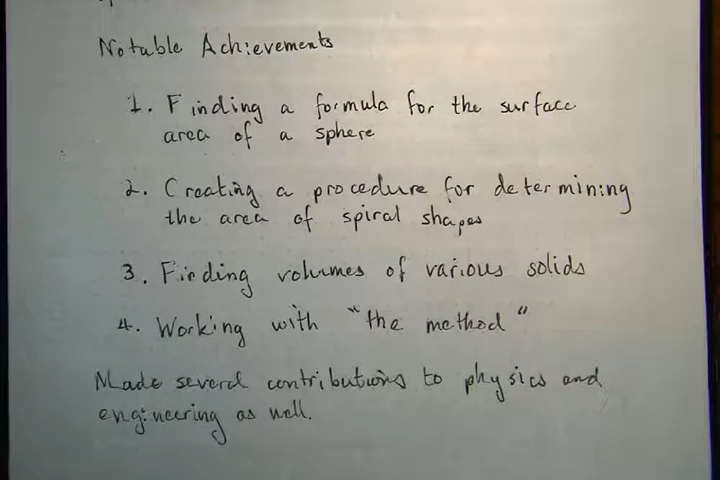 Notable Achievements
1. Finding a formula for the surface
area of a sphere
2. Creating a procedure for determining
the area of spiral shapes
3. Finding volumes of various solids
4. Working with "the method"
Made several contributions to physics and
engineering as well.